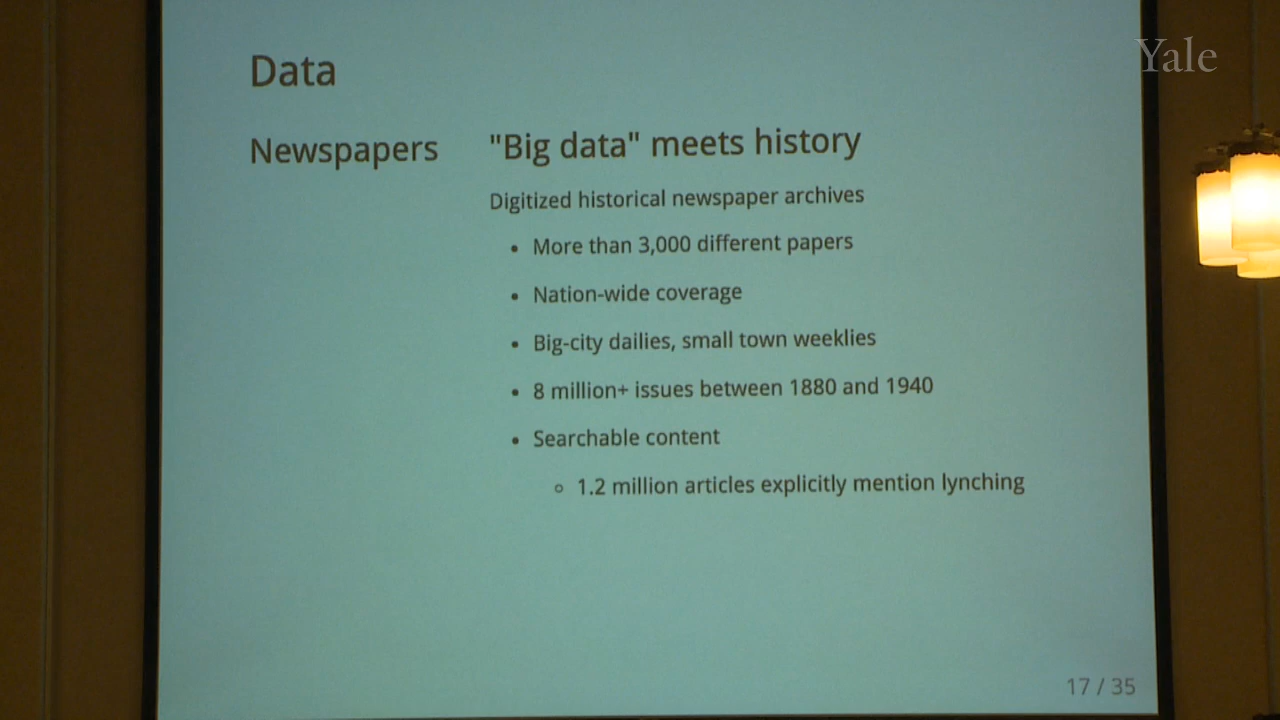 Yale
Data
Newspapers
"Big data" meets history
Digitized historical newspaper archives
• More than 3,000 different papers
• Nation-wide coverage
• Big-city dailies, small town weeklies
• 8 million+ issues between 1880 and 1940
• Searchable content
○ 1.2 million articles explicitly mention lynching
17 / 35